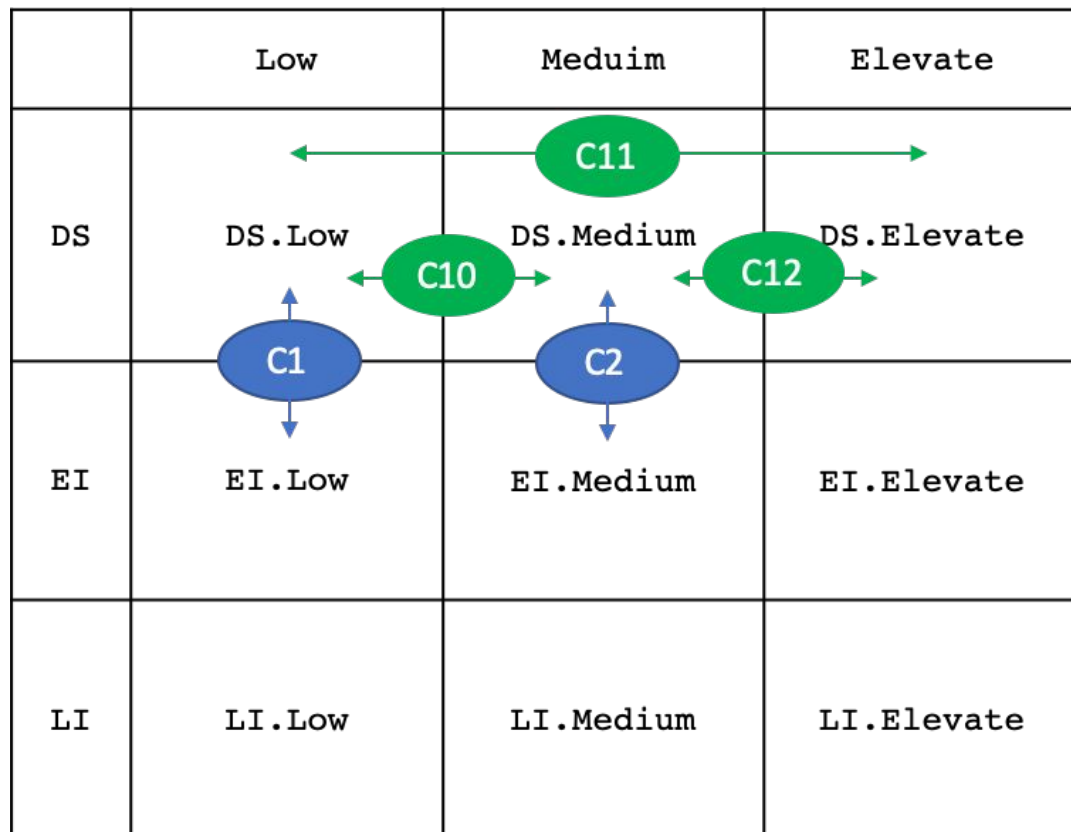 Low Meduim Elevate
C11
DS DS.Low DS.Medium DS.Elevate
C10 C12
C1 C2
EI EI.Low EI.Medium EI.Elevate
LI LI.Low LI.Medium LI.Elevate